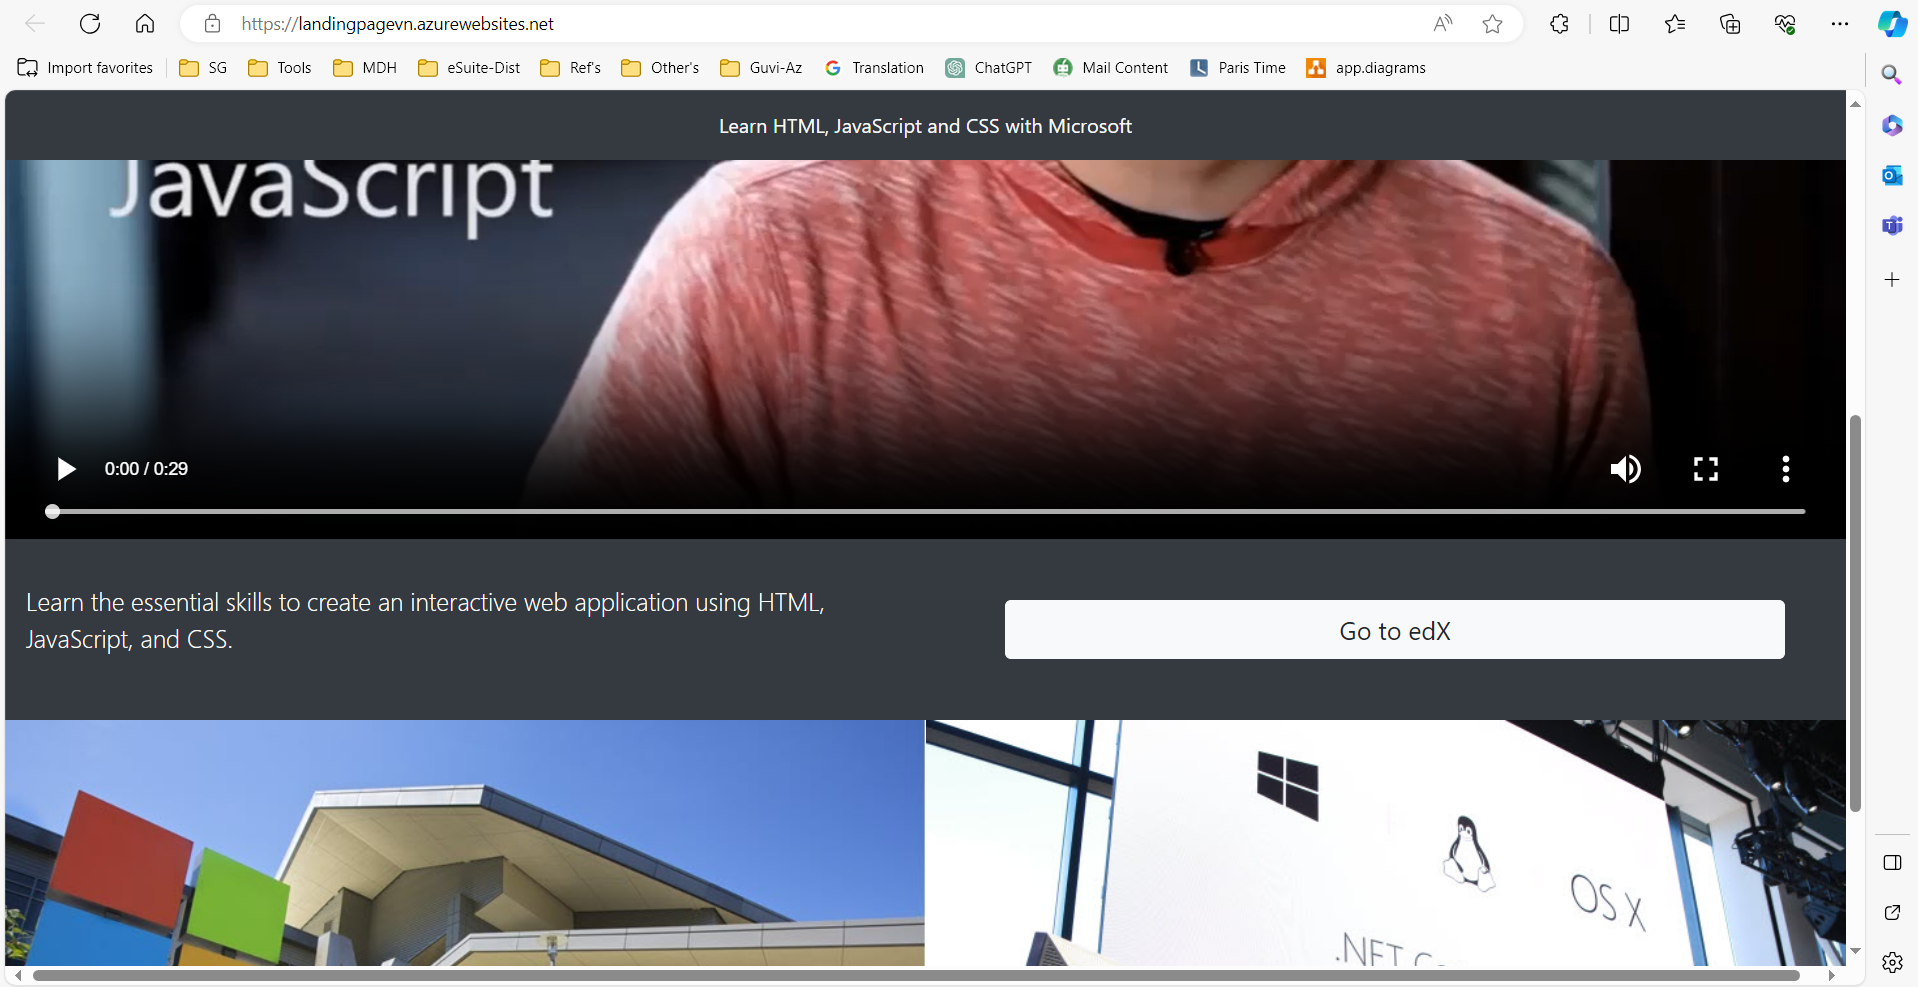 https://landingpagevn.azurewebsites.net
Import favorites SG Tools MDH eSuite-Dist Ref's Other's Guvi-Az Translation ChatGPT Mail Content Paris Time app.diagrams
Learn HTML, JavaScript and CSS with Microsoft
JavaScript
0:00 / 0:29
Learn the essential skills to create an interactive web application using HTML,
JavaScript, and CSS.
Go to edX
OS X
.NET